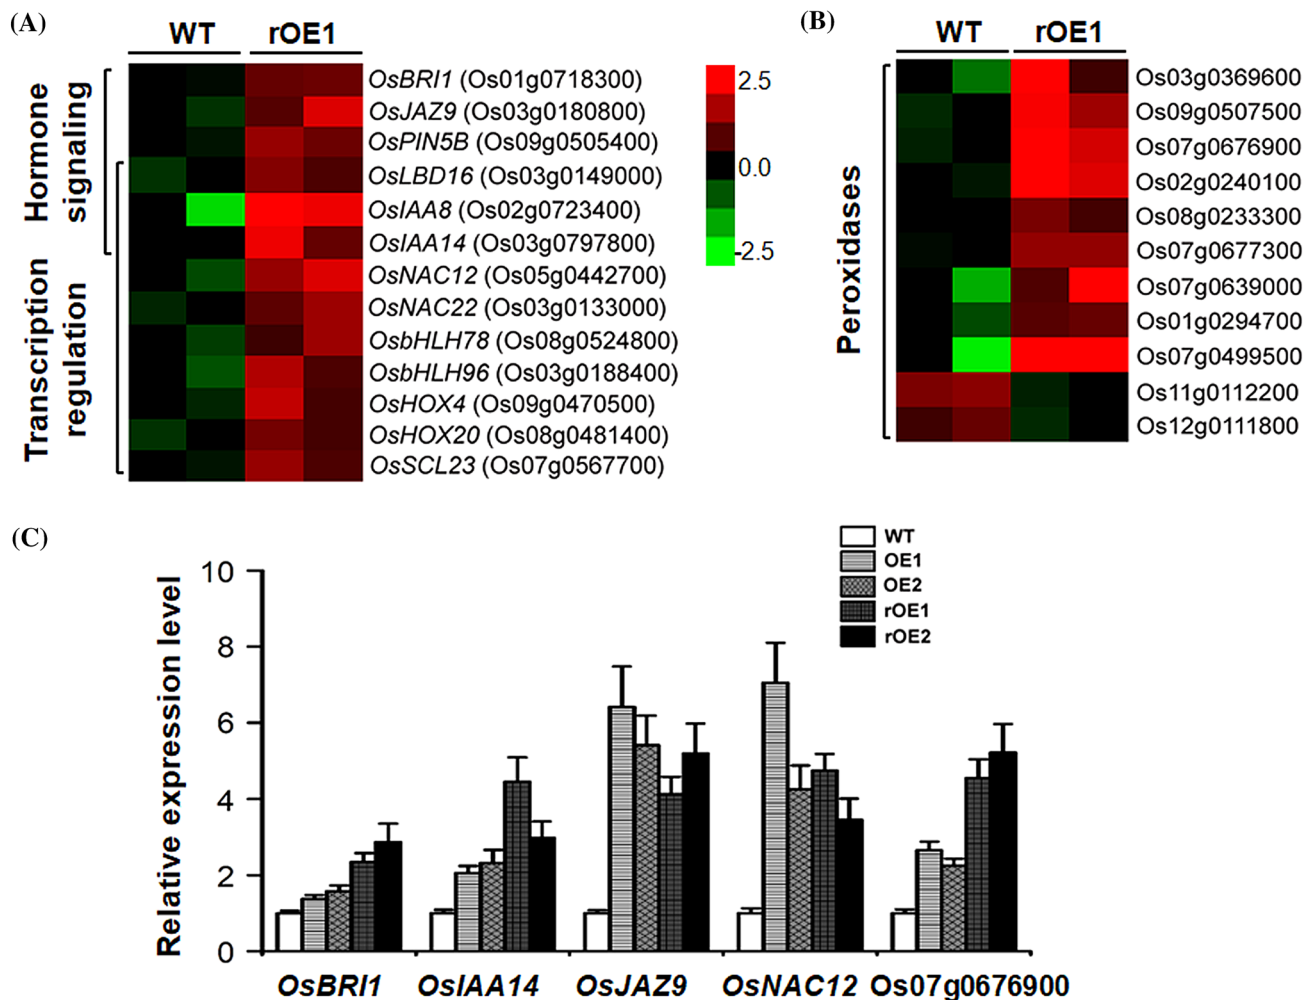 (A)
WT rOE1
Hormone signaling
Transcription regulation
OsBRI1 (Os01g0718300)
OsJAZ9 (Os03g0180800)
OsPIN5B (Os09g0505400)
OsLBD16 (Os03g0149000)
OsIAA8 (Os02g0723400)
OsIAA14 (Os03g0797800)
OsNAC12 (Os05g0442700)
OsNAC22 (Os03g0133000)
OsbHLH78 (Os08g0524800)
OsbHLH96 (Os03g0188400)
OsHOX4 (Os09g0470500)
OsHOX20 (Os08g0481400)
OsSCL23 (Os07g0567700)
2.5
0.0
-2.5
(B)
WT rOE1
Peroxidases
Os03g0369600
Os09g0507500
Os07g0676900
Os02g0240100
Os08g0233300
Os07g0677300
Os07g0639000
Os01g0294700
Os07g0499500
Os11g0112200
Os12g0111800
(C)
WT
OE1
OE2
rOE1
rOE2
Relative expression level
10
8
6
4
2
0
OsBRI1 OsIAA14 OsJAZ9 OsNAC12 Os07g0676900